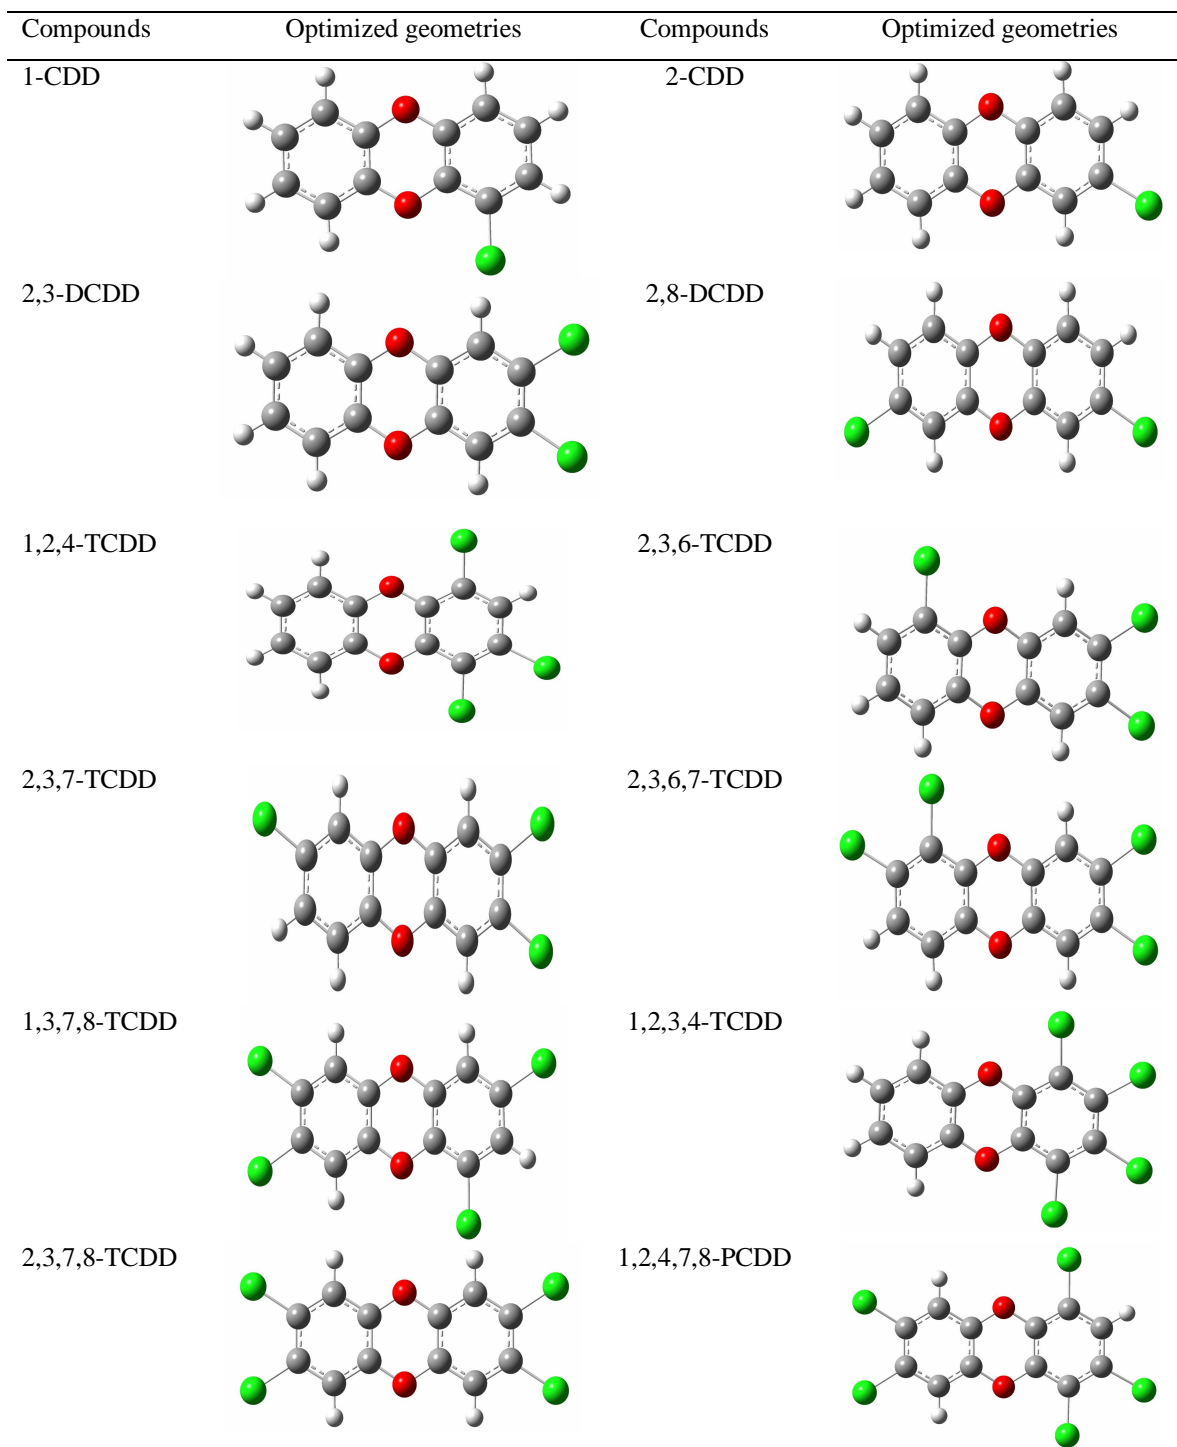 Compounds Optimized geometries Compounds Optimized geometries
1-CDD 2-CDD
2,3-DCDD 2,8-DCDD
1,2,4-TCDD 2,3,6-TCDD
2,3,7-TCDD 2,3,6,7-TCDD
1,3,7,8-TCDD 1,2,3,4-TCDD
2,3,7,8-TCDD 1,2,4,7,8-PCDD